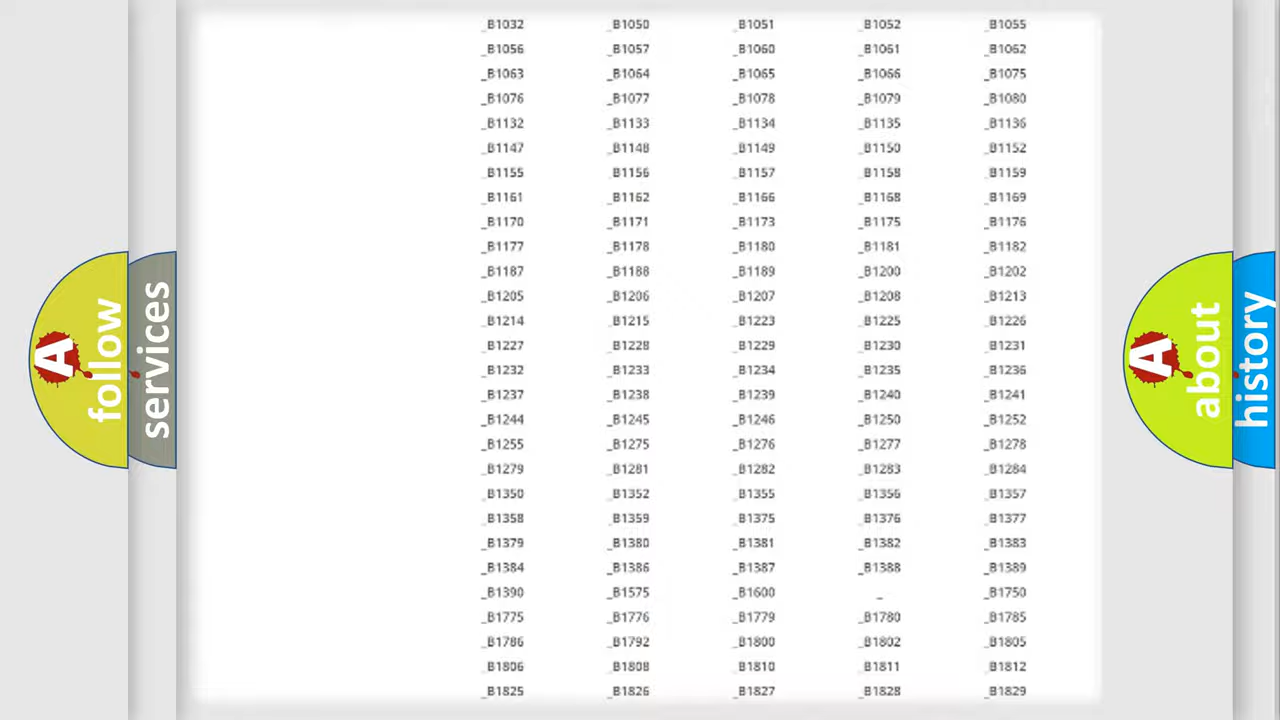 _B1032 _B1050 _B1051 _B1052 _B1055
_B1056 _B1057 _B1060 _B1061 _B1062
_B1063 _B1064 _B1065 _B1066 _B1075
_B1076 _B1077 _B1078 _B1079 _B1080
_B1132 _B1133 _B1134 _B1135 _B1136
_B1147 _B1148 _B1149 _B1150 _B1152
_B1155 _B1156 _B1157 _B1158 _B1159
_B1161 _B1162 _B1166 _B1168 _B1169
_B1170 _B1171 _B1173 _B1175 _B1176
_B1177 _B1178 _B1180 _B1181 _B1182
_B1187 _B1188 _B1189 _B1200 _B1202
_B1205 _B1206 _B1207 _B1208 _B1213
_B1214 _B1215 _B1223 _B1225 _B1226
_B1227 _B1228 _B1229 _B1230 _B1231
_B1232 _B1233 _B1234 _B1235 _B1236
_B1237 _B1238 _B1239 _B1240 _B1241
_B1244 _B1245 _B1246 _B1250 _B1252
_B1255 _B1275 _B1276 _B1277 _B1278
_B1279 _B1281 _B1282 _B1283 _B1284
_B1350 _B1352 _B1355 _B1356 _B1357
_B1358 _B1359 _B1375 _B1376 _B1377
_B1379 _B1380 _B1381 _B1382 _B1383
_B1384 _B1386 _B1387 _B1388 _B1389
_B1390 _B1575 _B1600 _ _B1750
_B1775 _B1776 _B1779 _B1780 _B1785
_B1786 _B1792 _B1800 _B1802 _B1805
_B1806 _B1808 _B1810 _B1811 _B1812
_B1825 _B1826 _B1827 _B1828 _B1829
A
follow
services
A
about
history